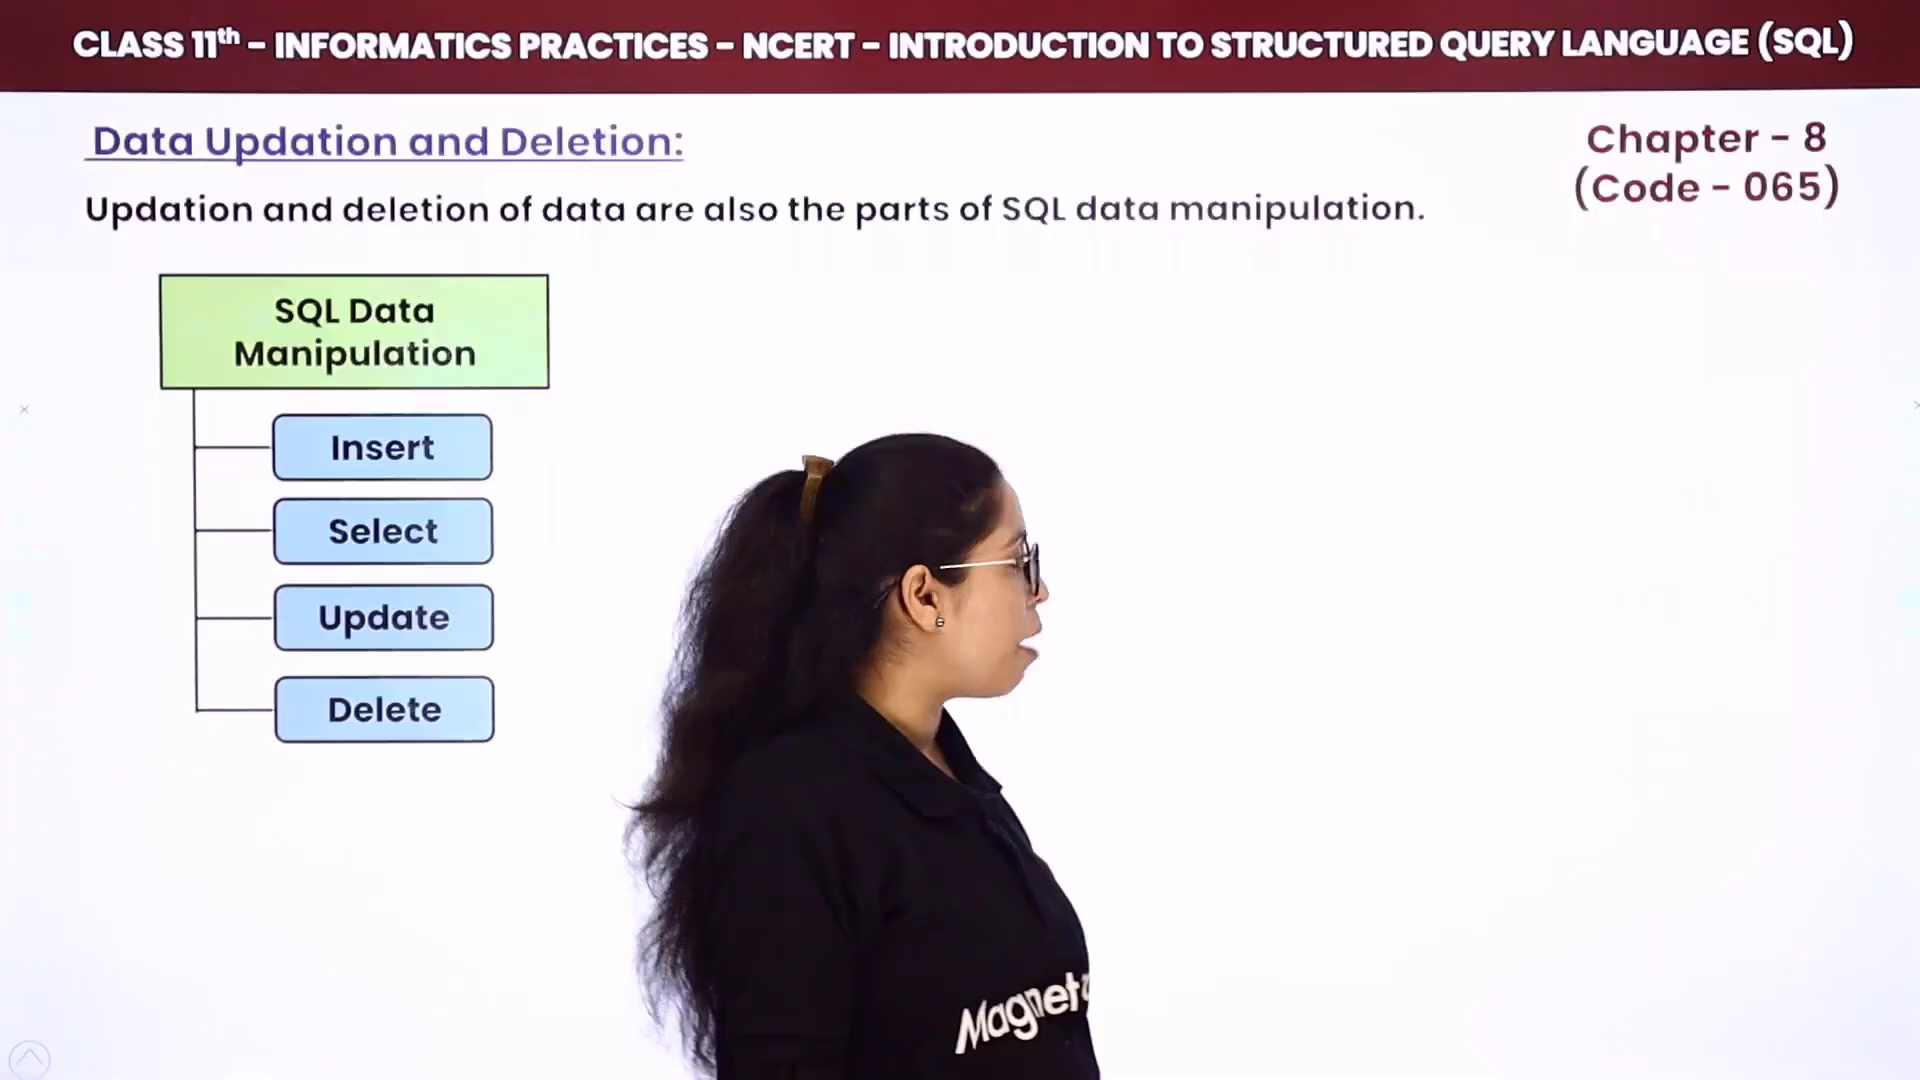 CLASS 11th – INFORMATICS PRACTICES – NCERT – INTRODUCTION TO STRUCTURED QUERY LANGUAGE (SQL)
Data Updation and Deletion:
Chapter – 8
(Code – 065)
Updation and deletion of data are also the parts of SQL data manipulation.
SQL Data
Manipulation
Insert
Select
Update
Delete